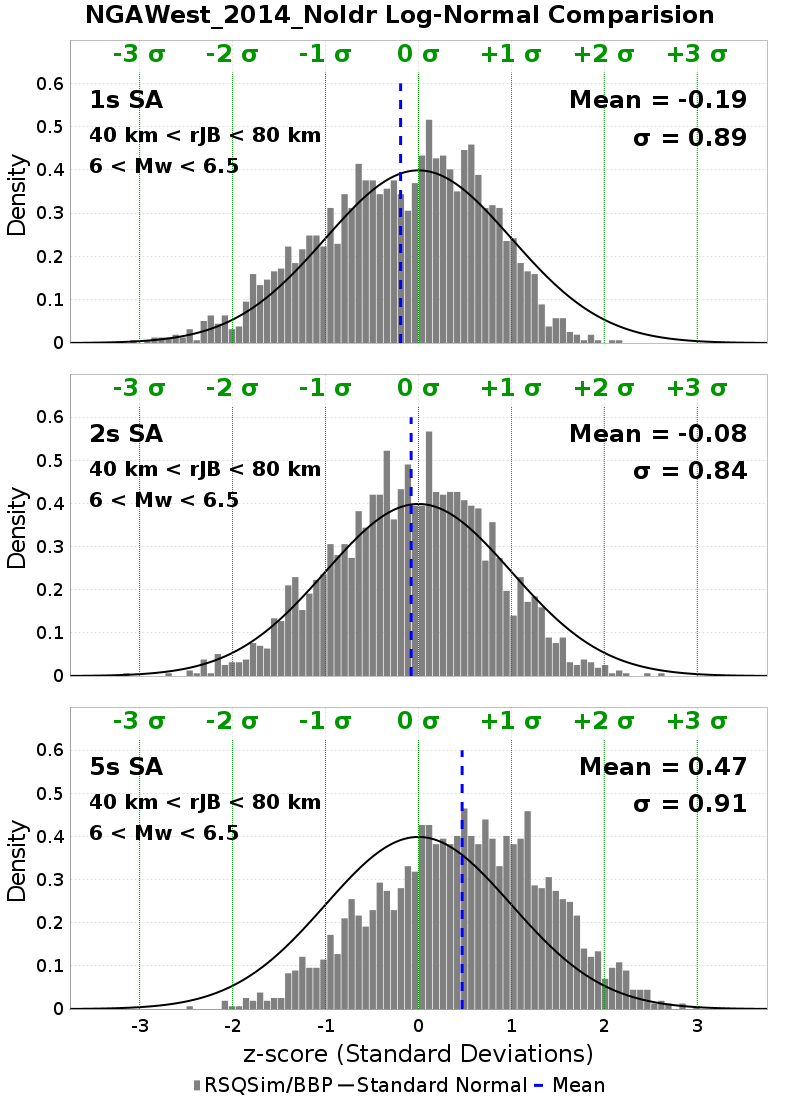 NGAWest_2014_NoIdr Log-Normal Comparision
-3 σ -2 σ -1 σ 0 σ +1 σ +2 σ +3 σ
0.6
1s SA Mean = -0.19
0.5
40 km < rJB < 80 km σ = 0.89
6 < Mw < 6.5
0.4
0.3
0.2
0.1
0
Density
-3 σ -2 σ -1 σ 0 σ +1 σ +2 σ +3 σ
0.6
2s SA Mean = -0.08
0.5
40 km < rJB < 80 km σ = 0.84
6 < Mw < 6.5
0.4
0.3
0.2
0.1
0
Density
-3 σ -2 σ -1 σ 0 σ +1 σ +2 σ +3 σ
0.6
5s SA Mean = 0.47
0.5
40 km < rJB < 80 km σ = 0.91
6 < Mw < 6.5
0.4
0.3
0.2
0.1
0
Density
-3 -2 -1 0 1 2 3
z-score (Standard Deviations)
RSQSim/BBP Standard Normal Mean